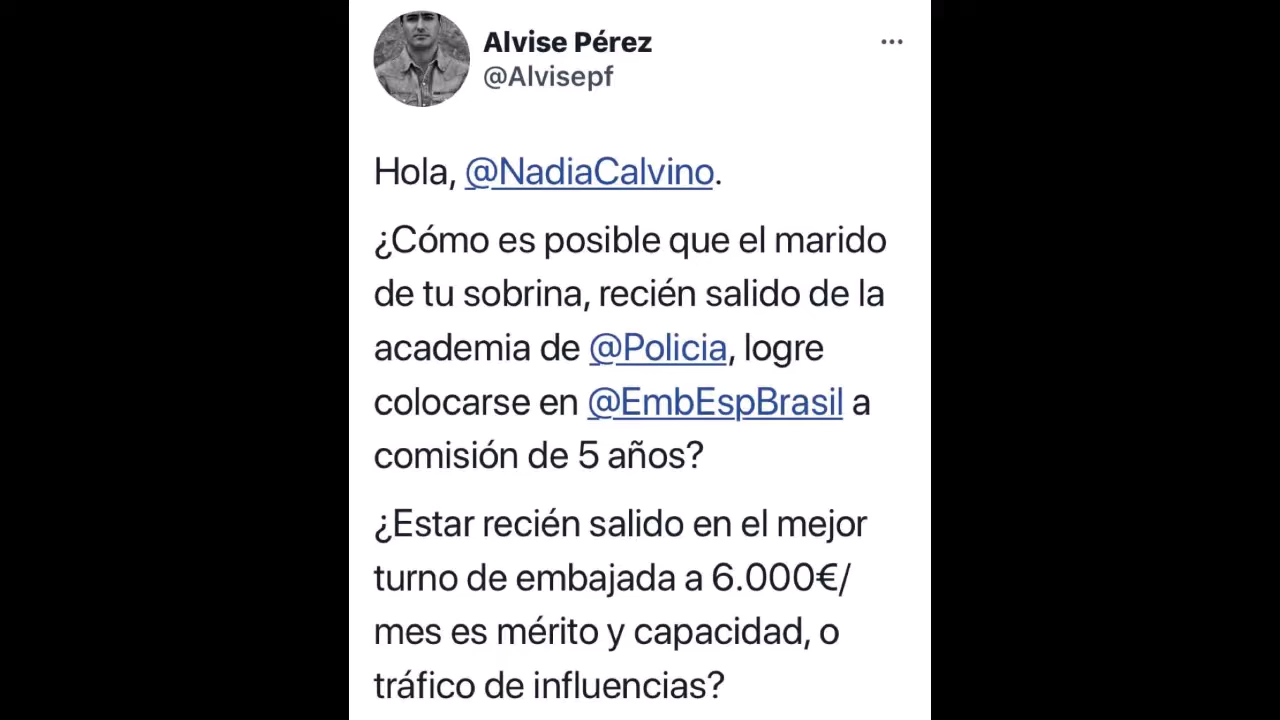 Alvise Pérez
@Alvisepf
Hola, @NadiaCalvino.
¿Cómo es posible que el marido
de tu sobrina, recién salido de la
academia de @Policia, logre
colocarse en @EmbEspBrasil a
comisión de 5 años?
¿Estar recién salido en el mejor
turno de embajada a 6.000€/
mes es mérito y capacidad, o
tráfico de influencias?